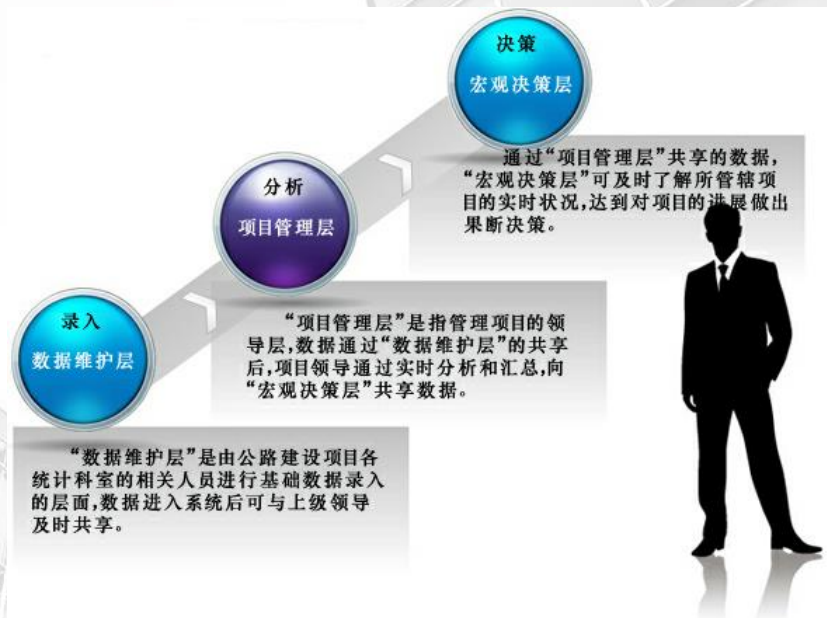 决策
宏观决策层
通过“项目管理层”共享的数据，
“宏观决策层”可及时了解所管辖项
目的实时状况，达到对项目的进展做出
果断决策。
分析
项目管理层
“项目管理层”是指管理项目的领
导层，数据通过“数据维护层”的共享
后，项目领导通过实时分析和汇总，向
“宏观决策层”共享数据。
录入
数据维护层
“数据维护层”是由公路建设项目各
统计科室的相关人员进行基础数据录入
的层面，数据进入系统后可与上级领导
及时共享。